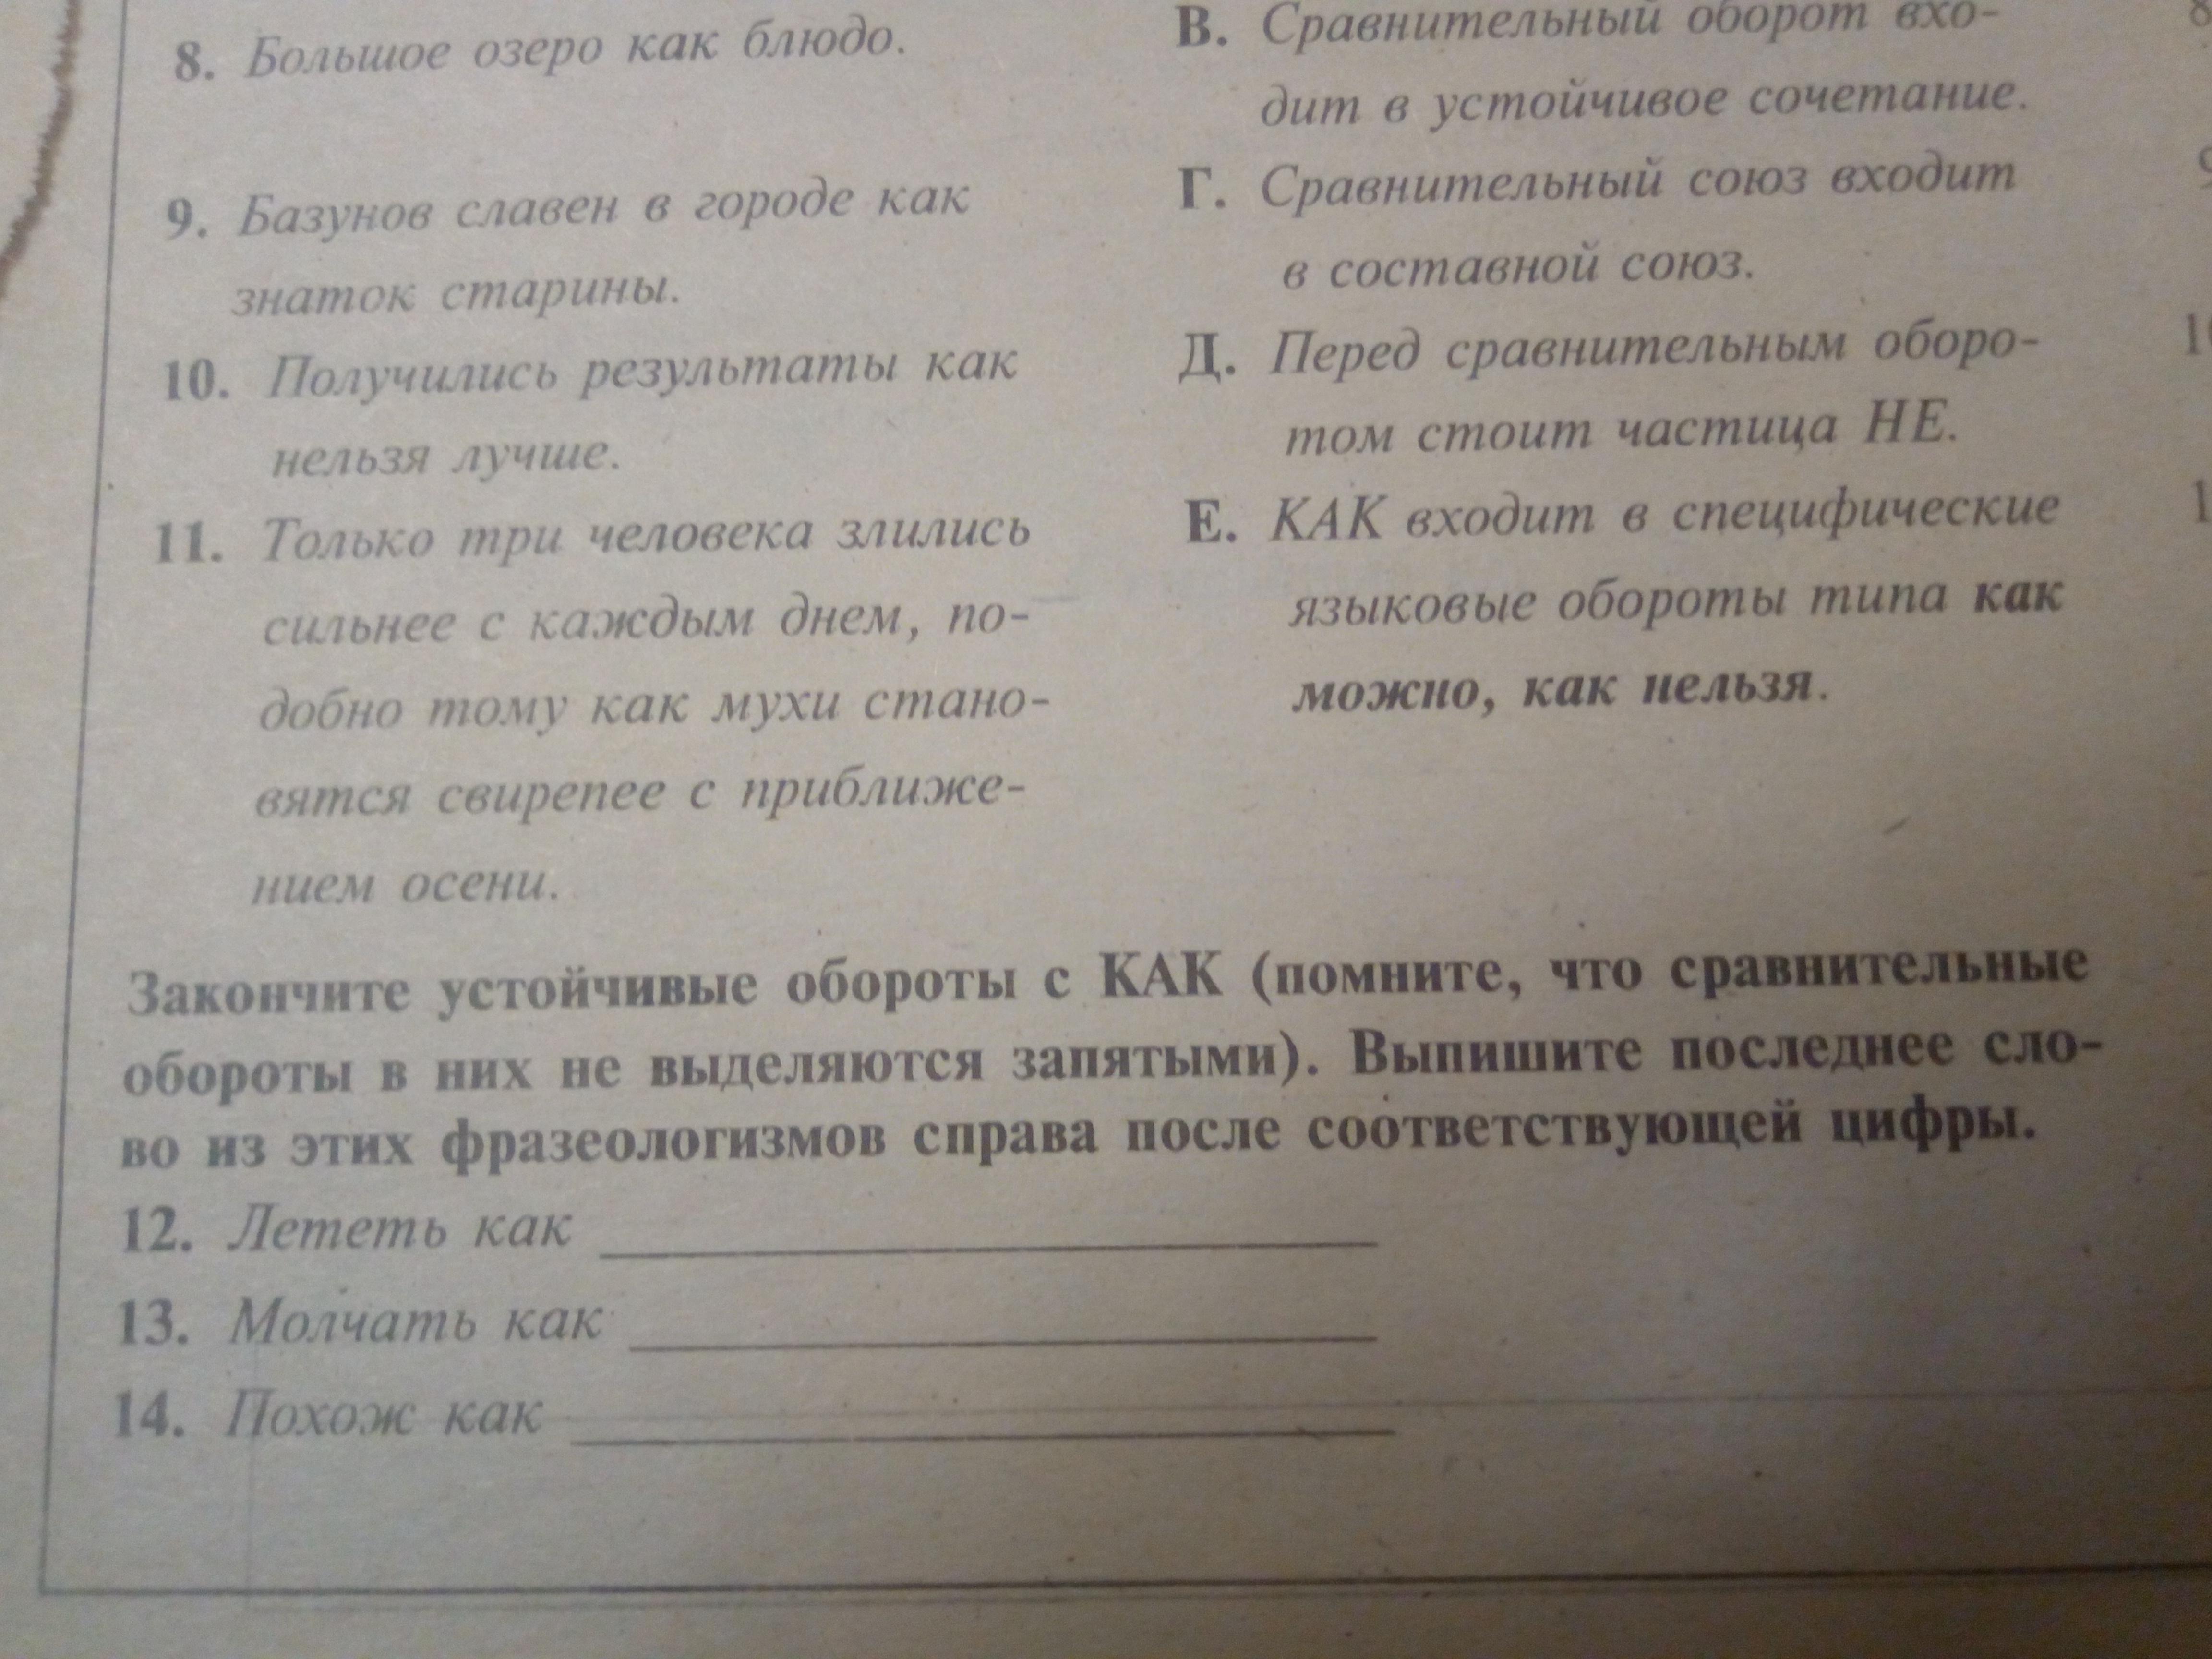 8. Большое озеро как блюдо.
9. Базунов славен в городе как
знаток старины.
10. Получились результаты как
нельзя лучше.
11. Только три человека злились
сильнее с каждым днем, по-
добно тому как мухи стано-
вятся свирепее с приближе-
нием осени.
В. Сравнительный оборот вхо-
дит в устойчивое сочетание.
Г. Сравнительный союз входит
в составной союз.
Д. Перед сравнительным оборо-
том стоит частица НЕ.
Е. КАК входит в специфические
языковые обороты типа как
можно, как нельзя.
Закончите устойчивые обороты с КАК (помните, что сравнительные
обороты в них не выделяются запятыми). Выпишите последнее сло-
во из этих фразеологизмов справа после соответствующей цифры.
12. Лететь как
13. Молчать как
14. Похож как